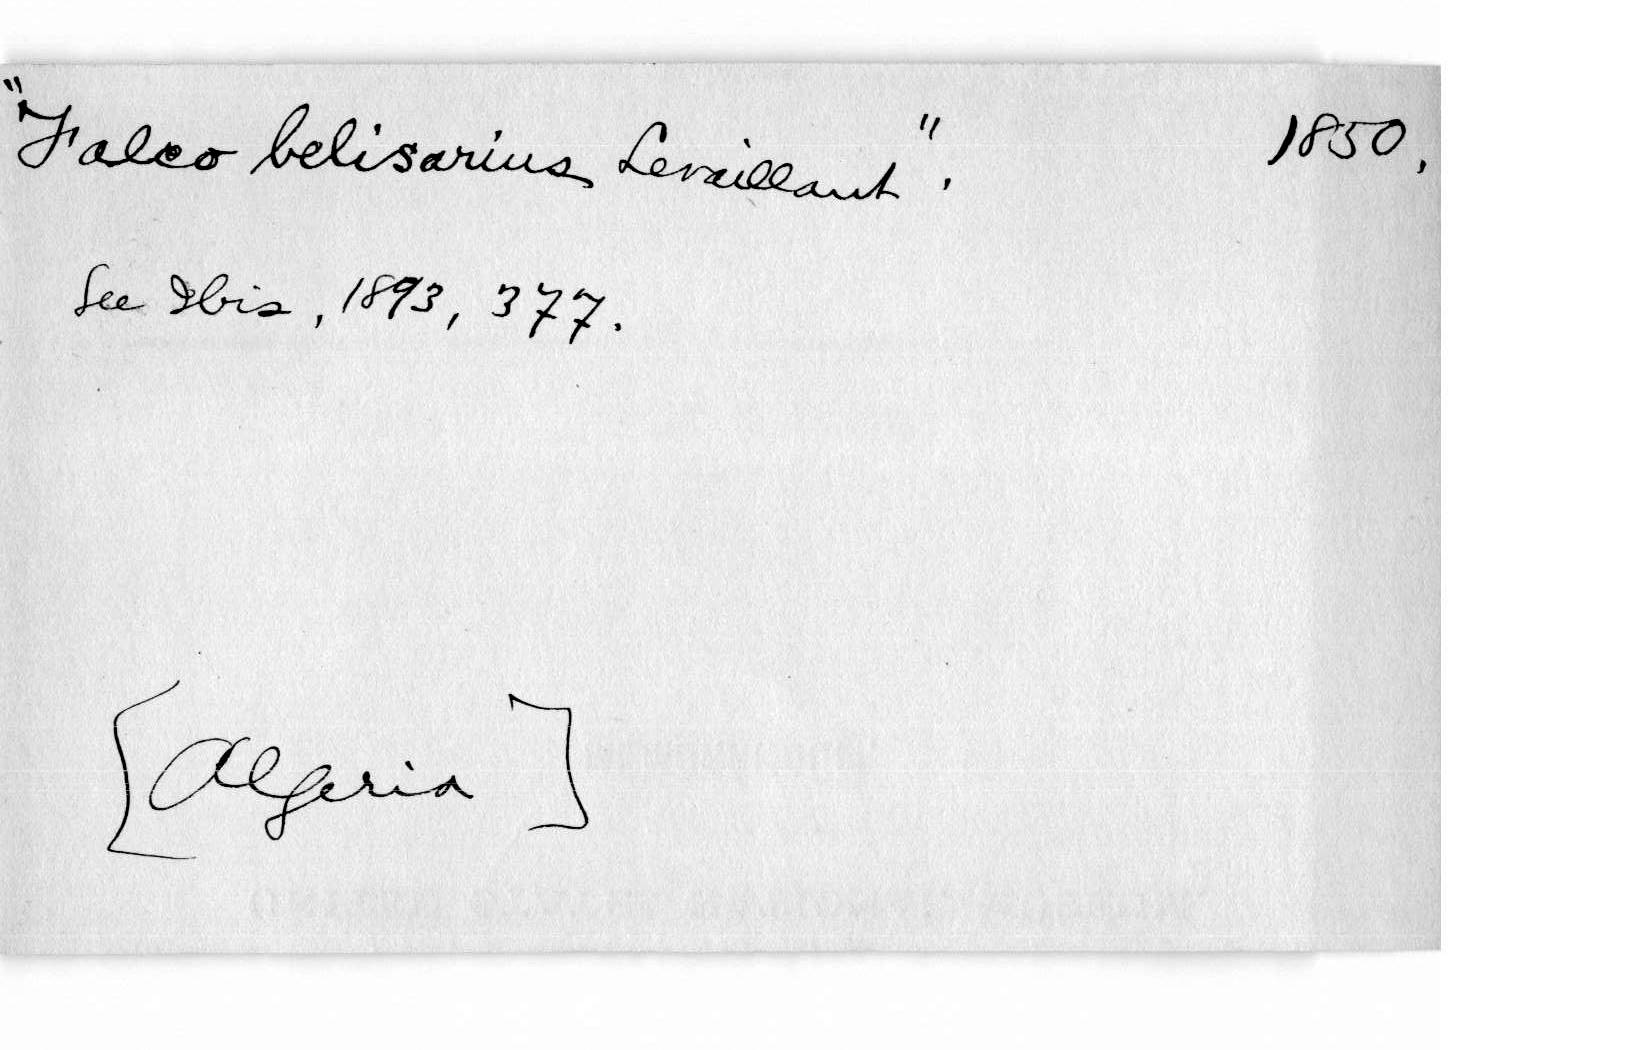 "Falco belisarius Levaillant". 1850.
See Ibis, 1893, 377.
[Algeria]